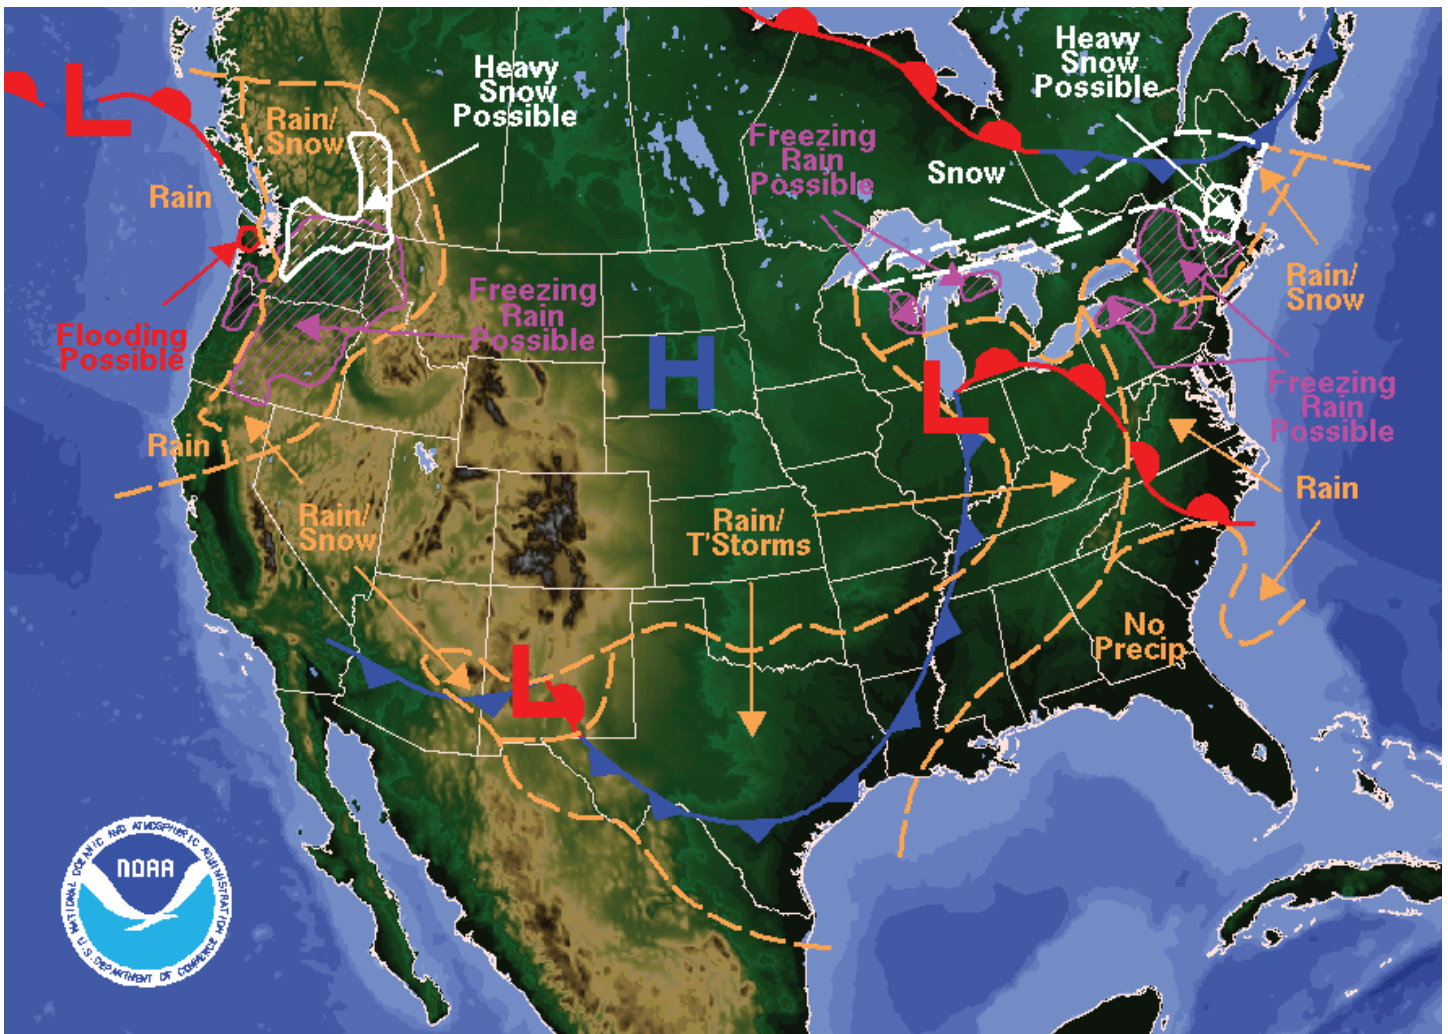 Heavy
Snow
Possible
Heavy
Snow
Possible
L
Rain/
Snow
Freezing
Rain
Possible
Snow
Rain
Rain/
Snow
Flooding
Possible
Freezing
Rain
Possible
H
L
Freezing
Rain
Possible
Rain
Rain/
Snow
Rain/
T'Storms
Rain
No
Precip
L
NATIONAL OCEANIC AND ATMOSPHERIC ADMINISTRATION
NOAA
U.S. DEPARTMENT OF COMMERCE